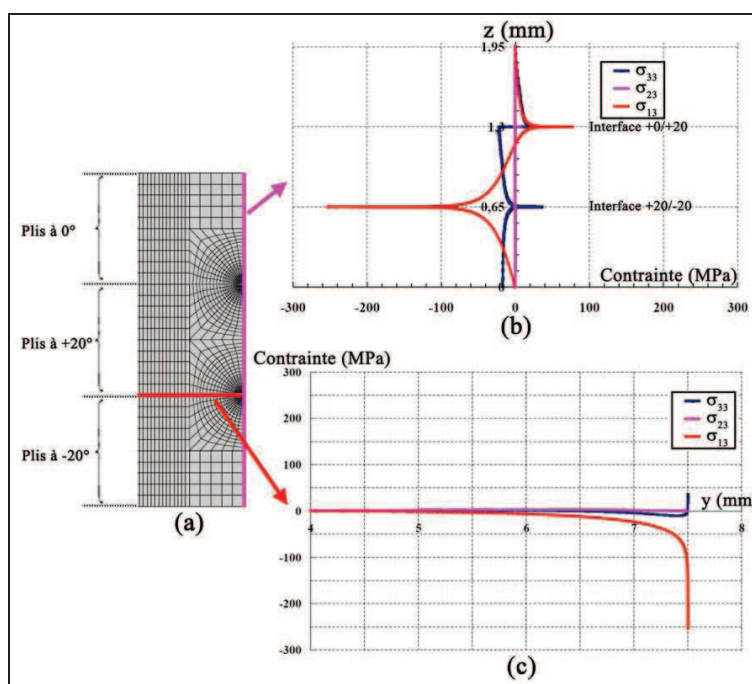 z (mm)
1,95
σ33
σ23
σ13
Interface +0/+20
0,65
Interface +20/-20
Contrainte (MPa)
0
-300
-200
-100
0
100
200
300
(b)
Plis à 0°
Plis à +20°
Plis à -20°
(a)
Contrainte (MPa)
300
200
100
0
-100
-200
-300
σ33
σ23
σ13
y (mm
4
5
6
7
8
(c)